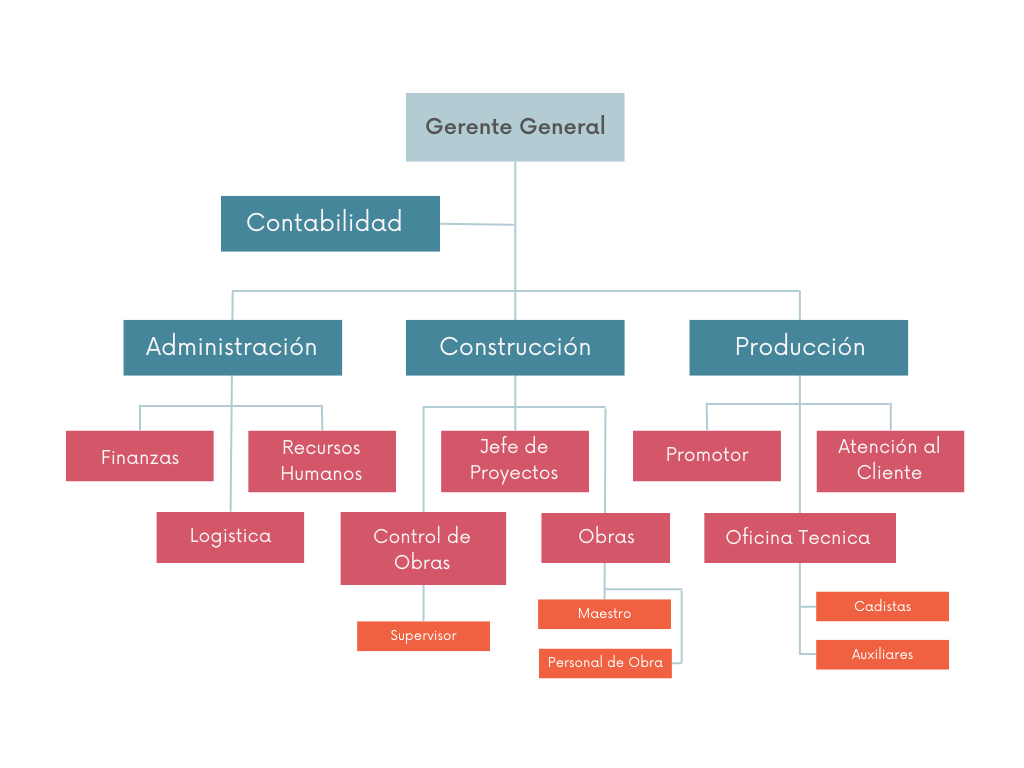 Gerente General
Contabilidad
Administración
Construcción
Producción
Finanzas
Recursos
Humanos
Jefe de
Proyectos
Promotor
Atención al
Cliente
Logistica
Control de
Obras
Obras
Oficina Tecnica
Supervisor
Maestro
Personal de Obra
Cadistas
Auxiliares